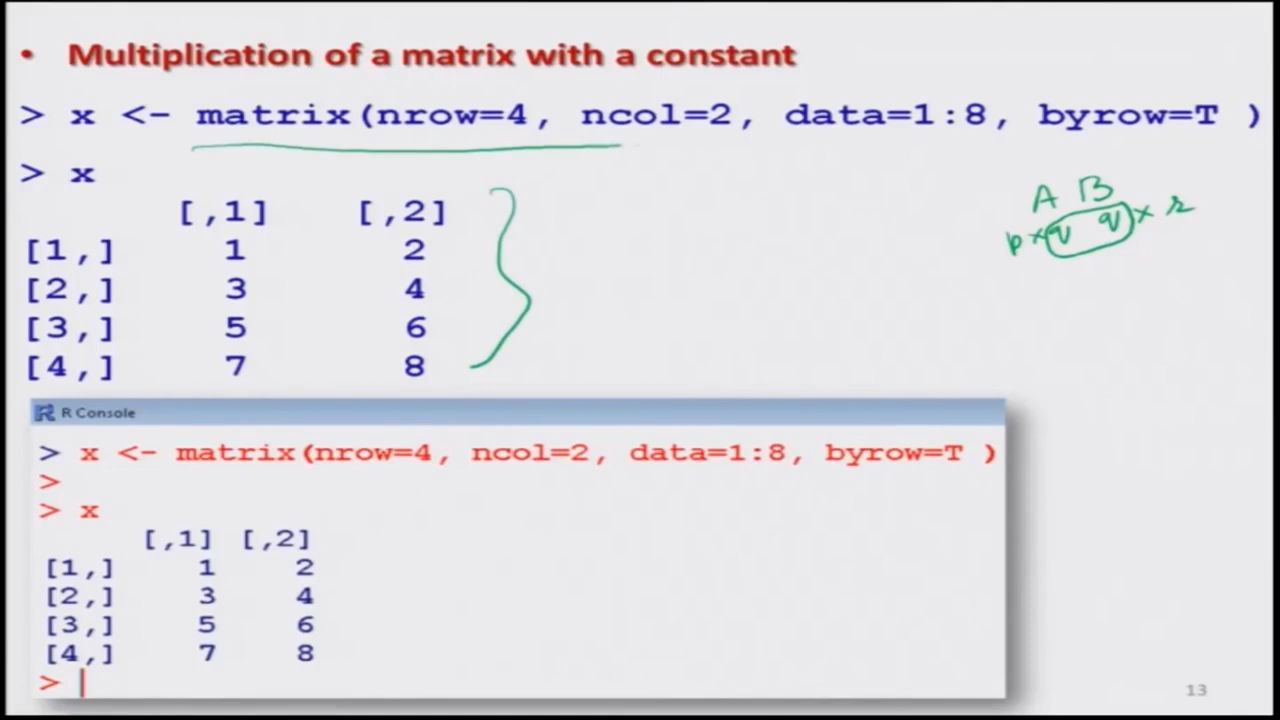 • Multiplication of a matrix with a constant
> x <- matrix(nrow=4, ncol=2, data=1:8, byrow=T )
> x
[,1] [,2]
[1,] 1 2
[2,] 3 4
[3,] 5 6
[4,] 7 8
A B
p×q q×r
R Console
> x <- matrix(nrow=4, ncol=2, data=1:8, byrow=T )
>
> x
[,1] [,2]
[1,] 1 2
[2,] 3 4
[3,] 5 6
[4,] 7 8
>
13